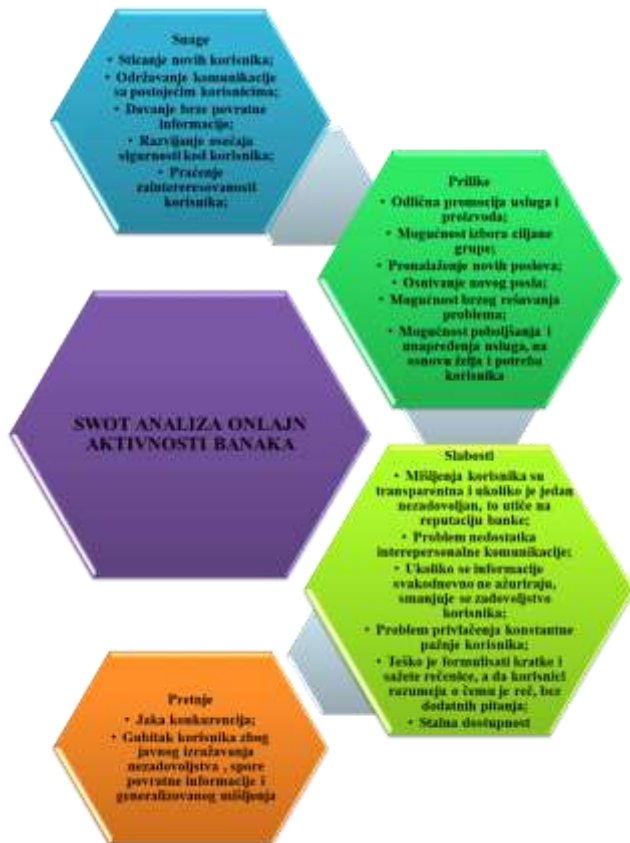 Snage
• Sticanje novih korisnika;
• Održavanje komunikacije
sa postojećim korisnicima;
• Davanje brze povratne
informacije;
• Razvijanje osećaja
sigurnosti kod korisnika;
• Praćenje
zainteresovanosti
korisnika;
Prilike
• Odlična promocija usluga i
proizvoda;
• Mogućnost izbora ciljane
grupe;
• Pronalaženje novih poslova;
• Osnivanje novog posla;
• Mogućnost brzog rešavanja
problema;
• Mogućnost poboljšanja i
unapređenja usluga, na
osnovu želja i potreba
korisnika
SWOT ANALIZA ONLAJN
AKTIVNOSTI BANAKA
Slabosti
• Mišljenja korisnika su
transparentna i ukoliko je jedan
nezadovoljan, to utiče na
reputaciju banke;
• Problem nedostatka
interepersonalne komunikacije;
• Ukoliko se informacije
svakodnevno ne ažuriraju,
smanjuje se zadovoljstvo
korisnika;
• Problem privlačenja konstantne
pažnje korisnika;
• Teško je formulisati kratke i
sažete rečenice, a da korisnici
razumeju o čemu je reč, bez
dodatnih pitanja;
• Stalna dostupnost
Pretnje
• Jaka konkurencija;
• Gubitak korisnika zbog
javnog izražavanja
nezadovoljstva , spore
povratne informacije i
generalizovanog mišljenja